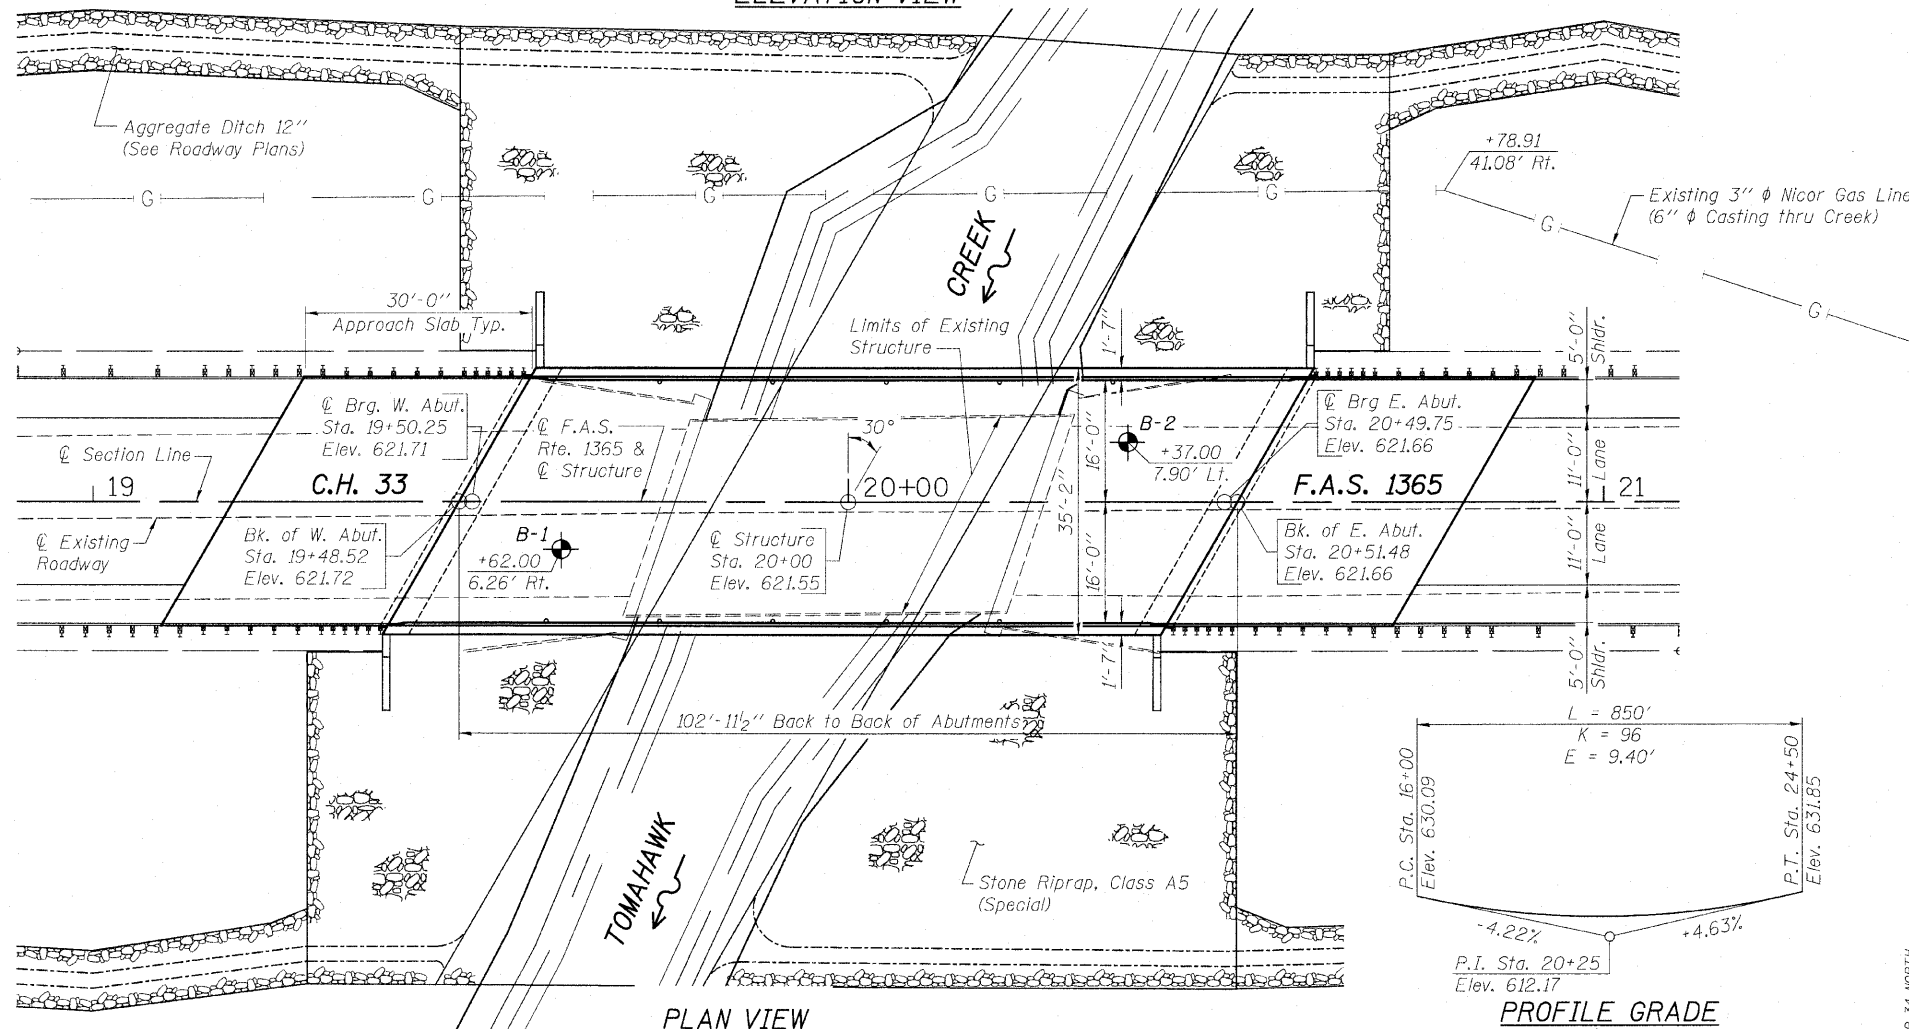 ELEVATION VIEW
Aggregate Ditch 12"
(See Roadway Plans)
G
G
G
G
G
+78.91
41.08' Rt.
Existing 3" ϕ Nicor Gas Line
(6" ϕ Casting thru Creek)
G
G
CREEK
30'-0"
Approach Slab Typ.
Limits of Existing
Structure
1'-7"
5'-0"
Shldr.
℄ Brg. W. Abut.
Sta. 19+50.25
Elev. 621.71
℄ F.A.S.
Rte. 1365 &
℄ Structure
30°
B-2
+37.00
7.90' Lt.
16'-0"
℄ Brg E. Abut.
Sta. 20+49.75
Elev. 621.66
11'-0"
Lane
℄ Section Line
19
C.H. 33
20+00
35'-2"
F.A.S. 1365
21
℄ Existing
Roadway
Bk. of W. Abut.
Sta. 19+48.52
Elev. 621.72
B-1
+62.00
6.26' Rt.
℄ Structure
Sta. 20+00
Elev. 621.55
16'-0"
Bk. of E. Abut.
Sta. 20+51.48
Elev. 621.66
11'-0"
Lane
1'-7"
5'-0"
Shldr.
102'-11½" Back to Back of Abutments
L = 850'
K = 96
E = 9.40'
P.C. Sta. 16+00
Elev. 630.09
P.T. Sta. 24+50
Elev. 631.85
TOMAHAWK
Stone Riprap, Class A5
(Special)
-4.22%
+4.63%
P.I. Sta. 20+25
Elev. 612.17
PLAN VIEW
PROFILE GRADE